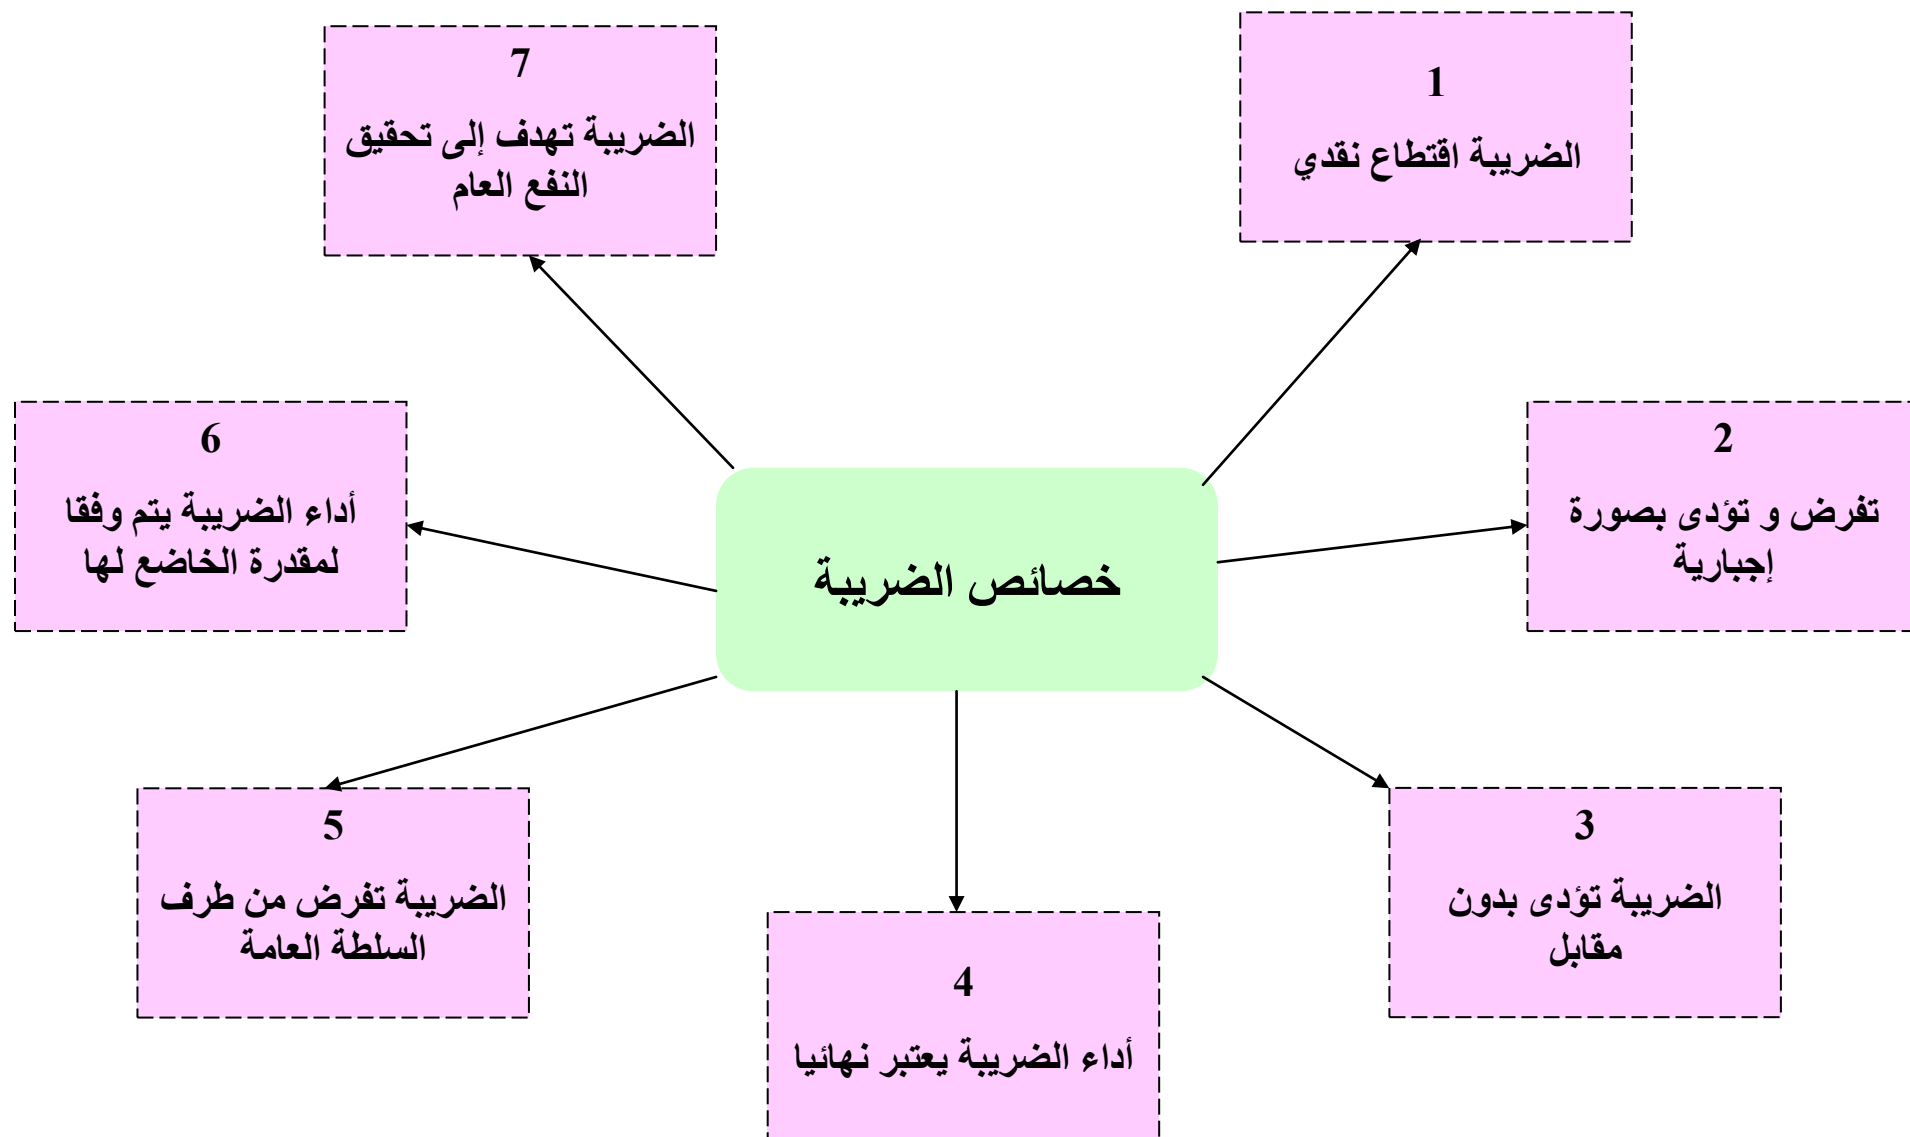 خصائص الضريبة
1
الضريبة اقتطاع نقدي
2
تفرض و تؤدى بصورة
إجبارية
3
الضريبة تؤدى بدون
مقابل
4
أداء الضريبة يعتبر نهائيا
5
الضريبة تفرض من طرف
السلطة العامة
6
أداء الضريبة يتم وفقا
لمقدرة الخاضع لها
7
الضريبة تهدف إلى تحقيق
النفع العام